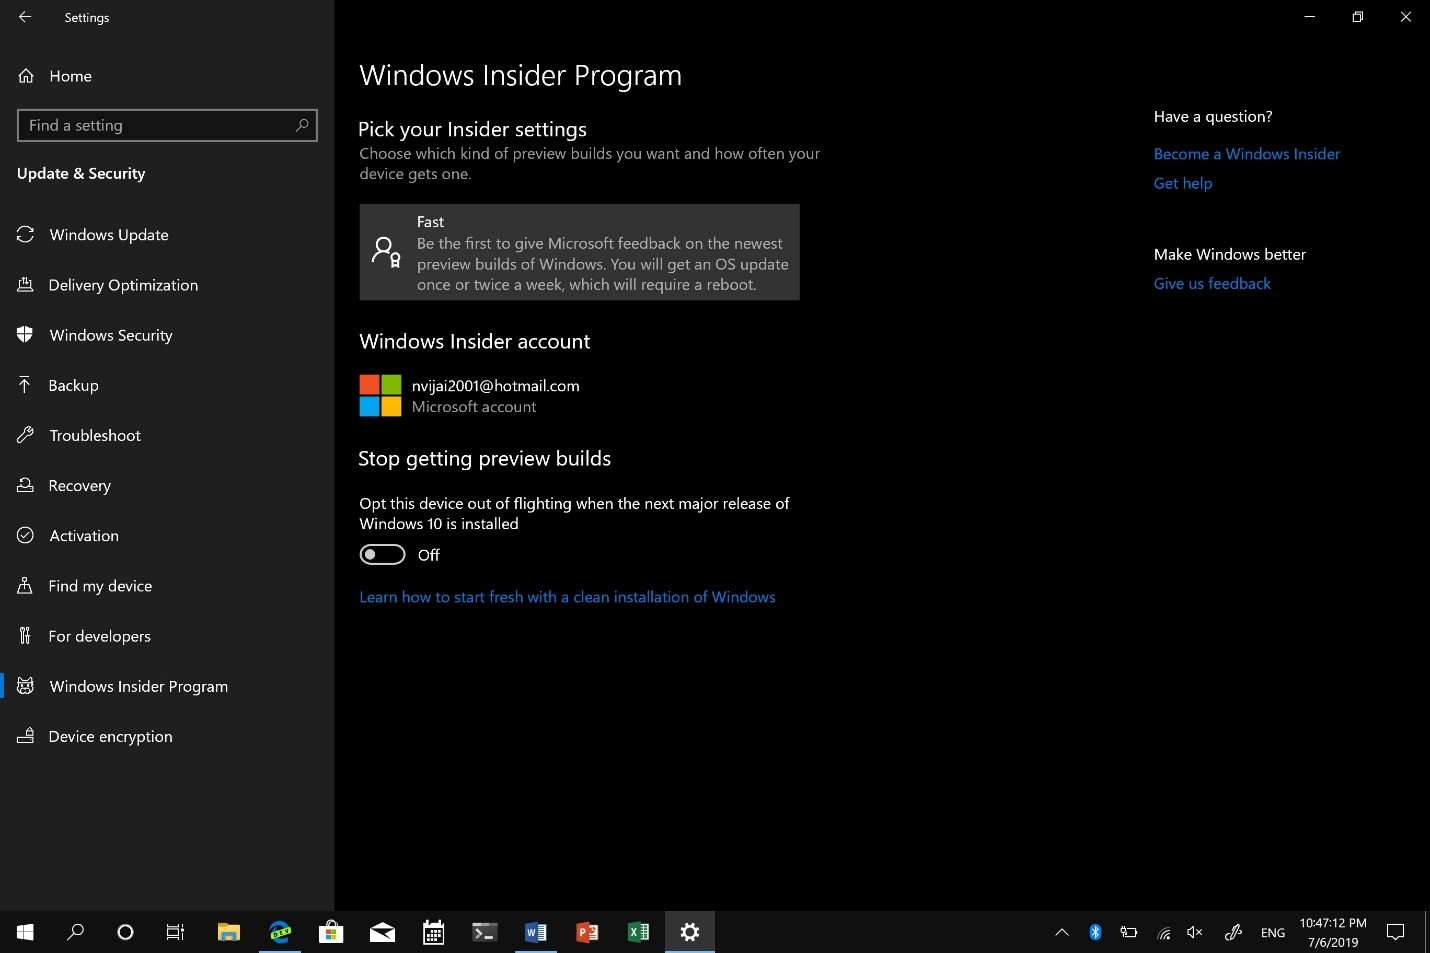 Settings
Home
Find a setting
Update & Security
Windows Update
Delivery Optimization
Windows Security
Backup
Troubleshoot
Recovery
Activation
Find my device
For developers
Windows Insider Program
Device encryption
Windows Insider Program
Pick your Insider settings
Choose which kind of preview builds you want and how often your
device gets one.
Fast
Be the first to give Microsoft feedback on the newest
preview builds of Windows. You will get an OS update
once or twice a week, which will require a reboot.
Windows Insider account
nvijai2001@hotmail.com
Microsoft account
Stop getting preview builds
Opt this device out of flighting when the next major release of
Windows 10 is installed
Off
Learn how to start fresh with a clean installation of Windows
Have a question?
Become a Windows Insider
Get help
Make Windows better
Give us feedback
DEV
ENG
10:47:12 PM
7/6/2019